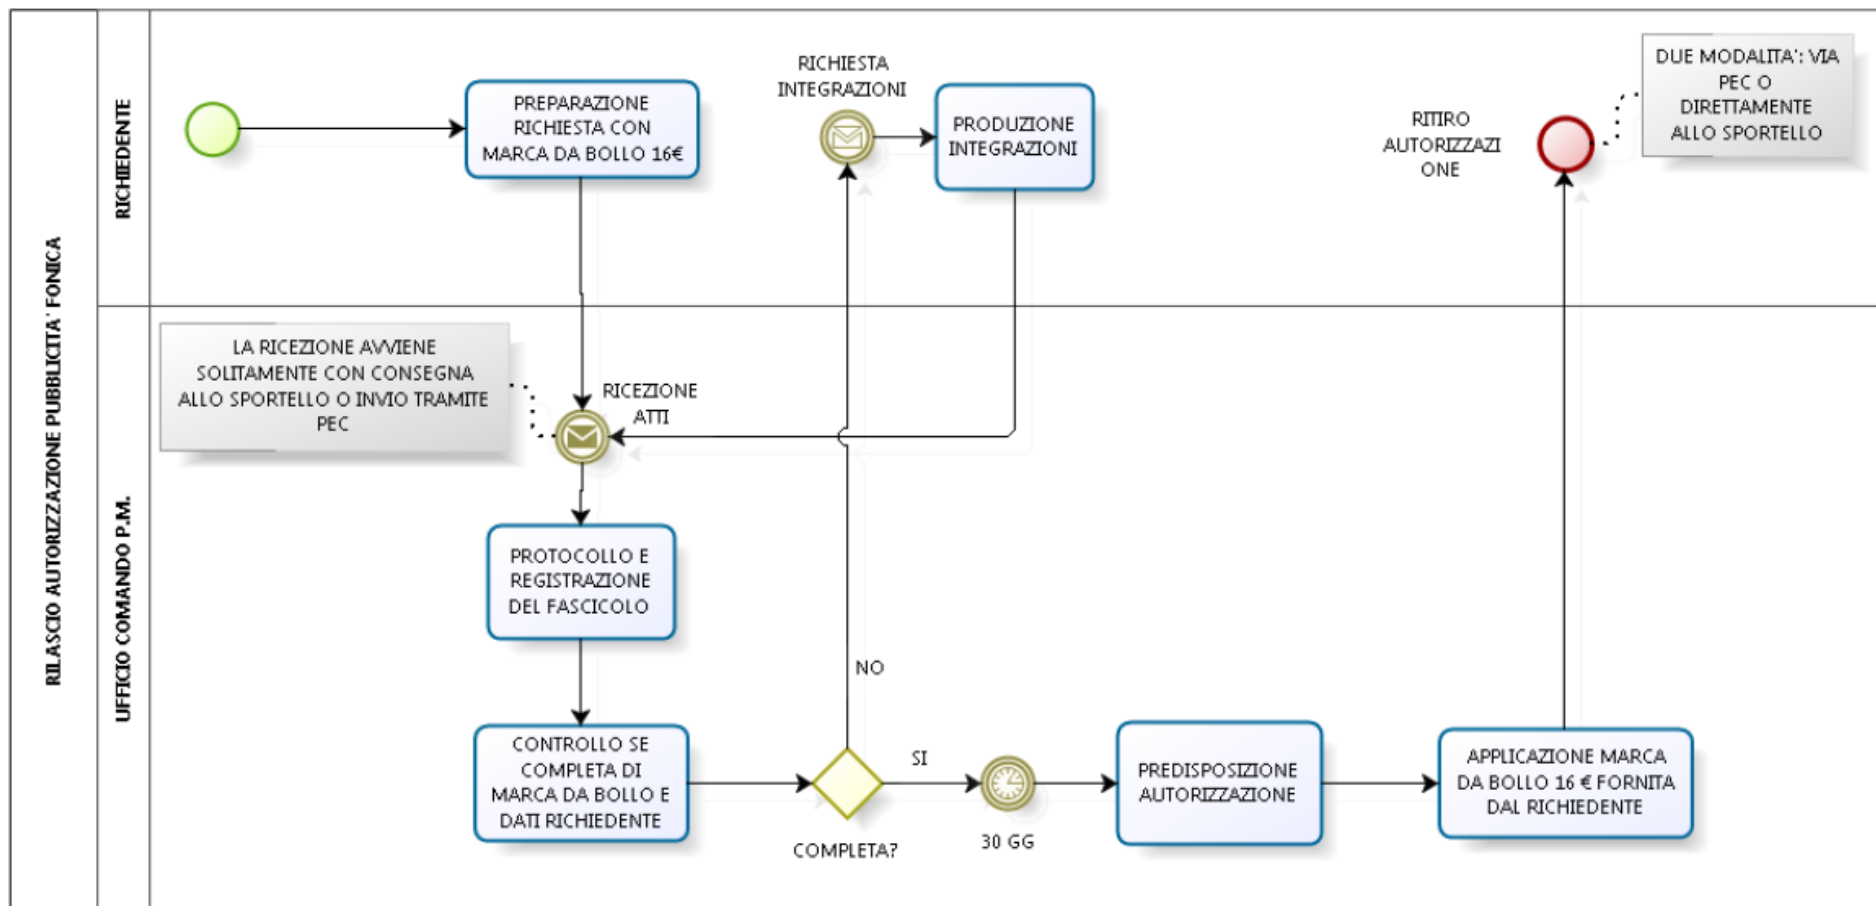 RILASCIO AUTORIZZAZIONE PUBBLICITA' FONICA
RICHIEDENTE
PREPARAZIONE
RICHIESTA CON
MARCA DA BOLLO 16€
RICHIESTA
INTEGRAZIONI
PRODUZIONE
INTEGRAZIONI
RITIRO
AUTORIZZAZI
ONE
DUE MODALITA': VIA
PEC O
DIRETTAMENTE
ALLO SPORTELLO
UFFICIO COMANDO P.M.
LA RICEZIONE AVVIENE
SOLITAMENTE CON CONSEGNA
ALLO SPORTELLO O INVIO TRAMITE
PEC
RICEZIONE
ATTI
PROTOCOLLO E
REGISTRAZIONE
DEL FASCICOLO
CONTROLLO SE
COMPLETA DI
MARCA DA BOLLO E
DATI RICHIEDENTE
NO
COMPLETA?
SI
30 GG
PREDISPOSIZIONE
AUTORIZZAZIONE
APPLICAZIONE MARCA
DA BOLLO 16 € FORNITA
DAL RICHIEDENTE